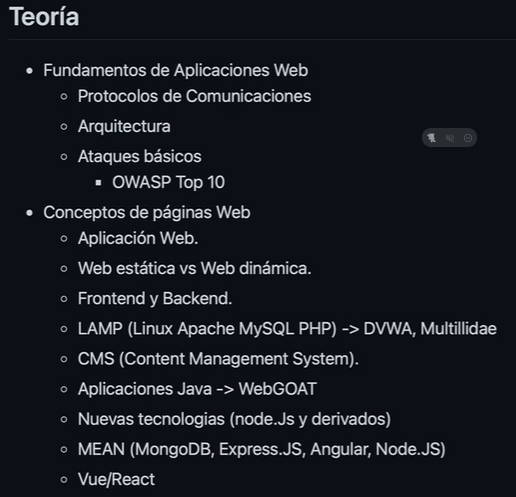 Teoría
Fundamentos de Aplicaciones Web
Protocolos de Comunicaciones
Arquitectura
Ataques básicos
OWASP Top 10
Conceptos de páginas Web
Aplicación Web.
Web estática vs Web dinámica.
Frontend y Backend.
LAMP (Linux Apache MySQL PHP) -> DVWA, Multillidae
CMS (Content Management System).
Aplicaciones Java -> WebGOAT
Nuevas tecnologias (node.Js y derivados)
MEAN (MongoDB, Express.JS, Angular, Node.JS)
Vue/React